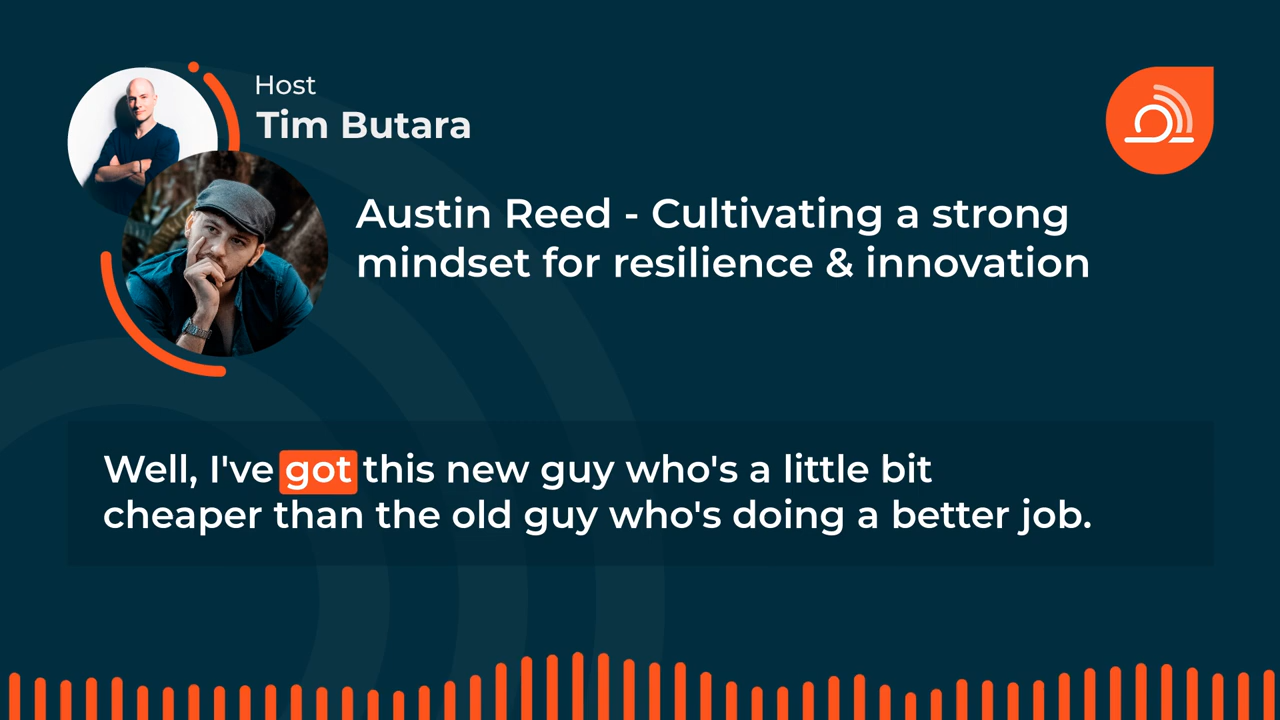 Host
Tim Butara
Austin Reed - Cultivating a strong
mindset for resilience & innovation
Well, I've got this new guy who's a little bit
cheaper than the old guy who's doing a better job.